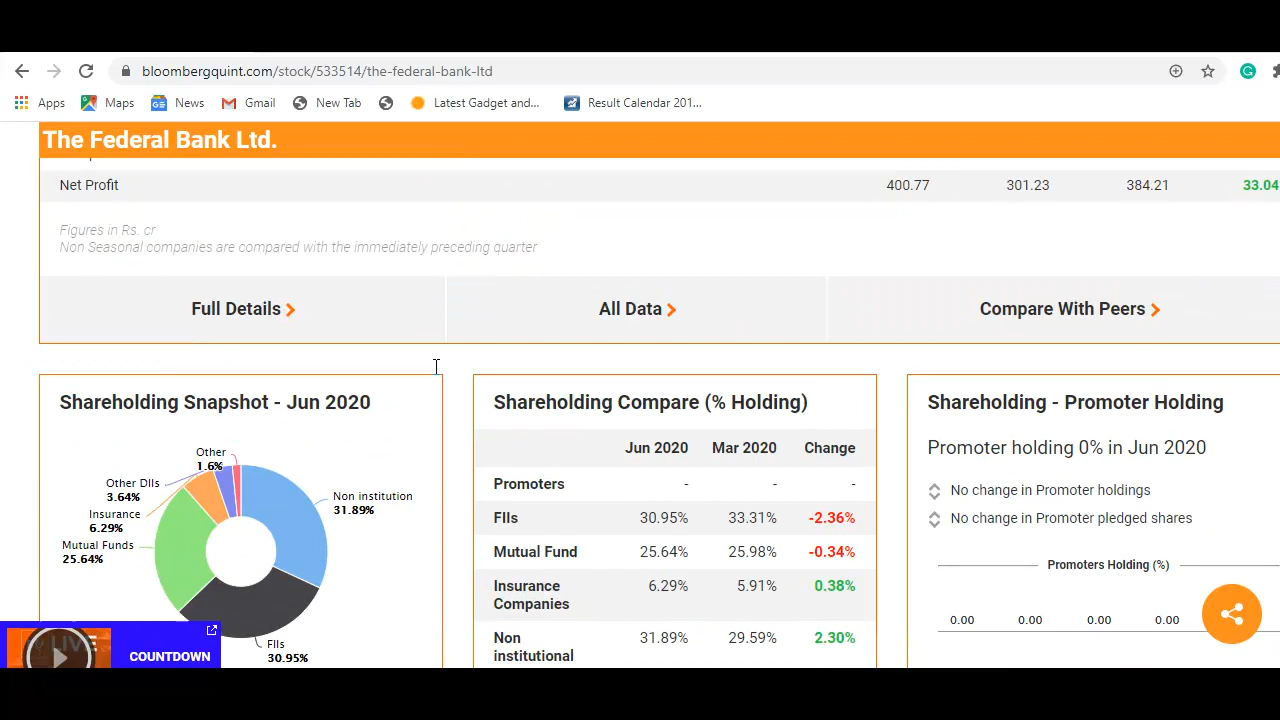 bloombergquint.com/stock/533514/the-federal-bank-ltd
Apps Maps News Gmail New Tab Latest Gadget and... Result Calendar 201...
The Federal Bank Ltd.
Net Profit 400.77 301.23 384.21 33.04
Figures in Rs. cr
Non Seasonal companies are compared with the immediately preceding quarter
Full Details All Data Compare With Peers
Shareholding Snapshot - Jun 2020
Other
1.6%
Other DIIs
3.64%
Insurance
6.29%
Mutual Funds
25.64%
Non institution
31.89%
FIIs
30.95%
LIVE
COUNTDOWN
Shareholding Compare (% Holding)
Jun 2020 Mar 2020 Change
Promoters - - -
FIIs 30.95% 33.31% -2.36%
Mutual Fund 25.64% 25.98% -0.34%
Insurance 6.29% 5.91% 0.38%
Companies
Non 31.89% 29.59% 2.30%
institutional
Shareholding - Promoter Holding
Promoter holding 0% in Jun 2020
No change in Promoter holdings
No change in Promoter pledged shares
Promoters Holding (%)
0.00 0.00 0.00 0.00